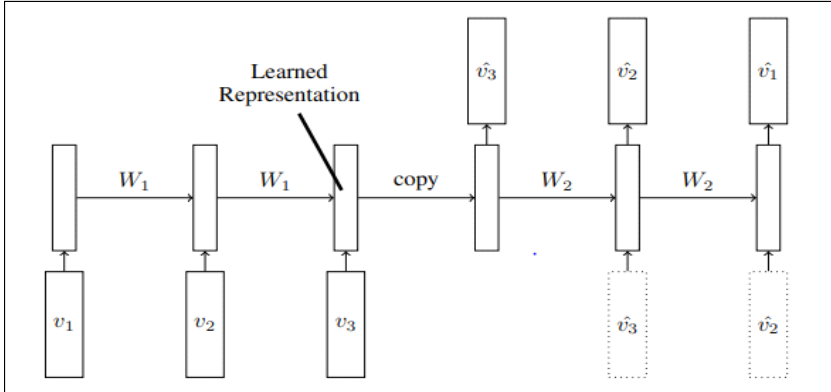 v̂₃ v̂₂ v̂₁
Learned
Representation
W₁ W₁ copy W₂ W₂
v₁ v₂ v₃ v̂₃ v̂₂